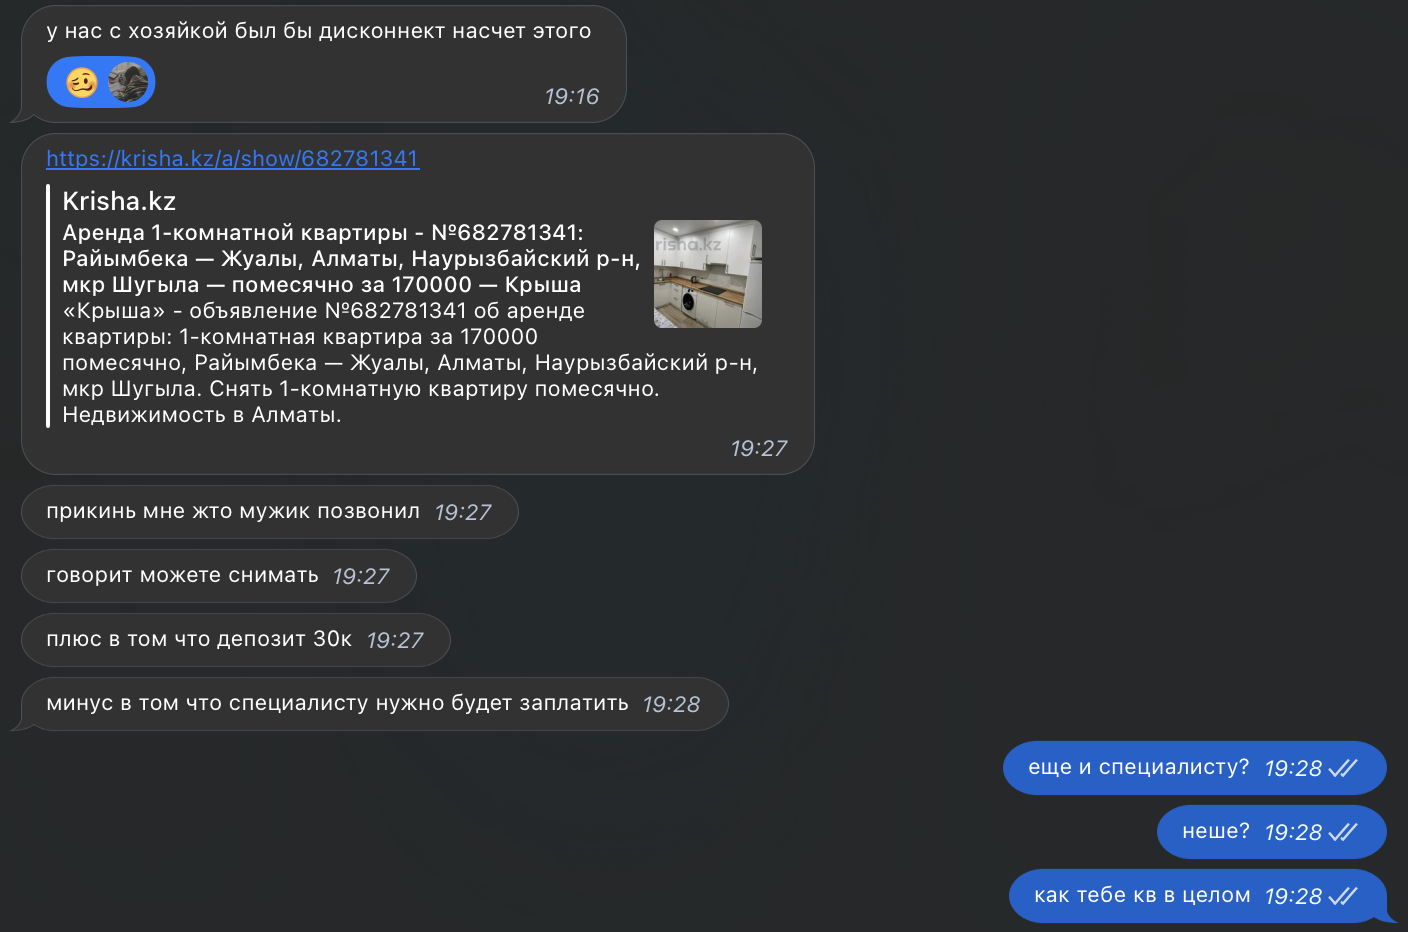 у нас с хозяйкой был бы дисконнект насчет этого
19:16
https://krisha.kz/a/show/682781341
Krisha.kz
Аренда 1-комнатной квартиры - №682781341:
Райымбека — Жуалы, Алматы, Наурызбайский р-н,
мкр Шугыла — помесячно за 170000 — Крыша
«Крыша» - объявление №682781341 об аренде
квартиры: 1-комнатная квартира за 170000
помесячно, Райымбека — Жуалы, Алматы, Наурызбайский р-н,
мкр Шугыла. Снять 1-комнатную квартиру помесячно.
Недвижимость в Алматы.
risha.kz
19:27
прикинь мне жто мужик позвонил 19:27
говорит можете снимать 19:27
плюс в том что депозит 30к 19:27
минус в том что специалисту нужно будет заплатить 19:28
еще и специалисту? 19:28
неше? 19:28
как тебе кв в целом 19:28